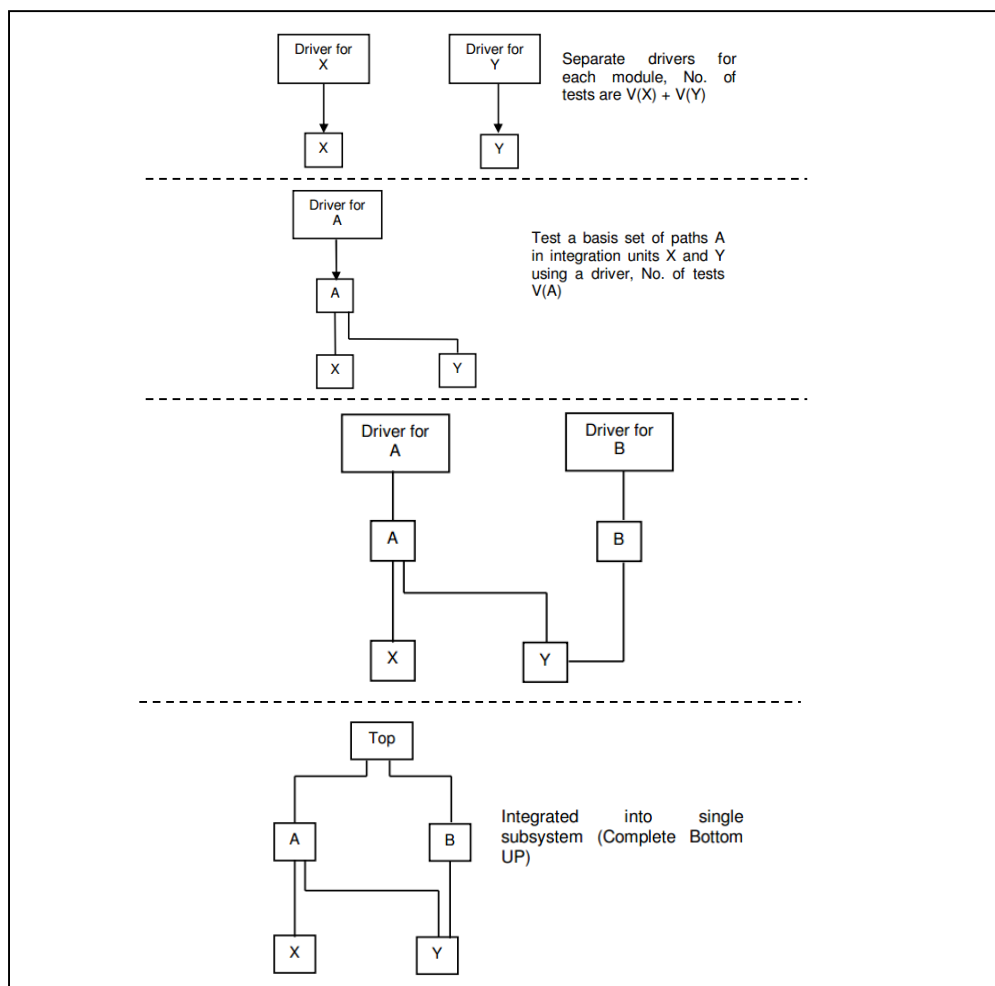 Driver for
X
Driver for
Y
Separate drivers for
each module, No. of
tests are V(X) + V(Y)
X
Y
Driver for
A
Test a basis set of paths A
in integration units X and Y
using a driver, No. of tests
V(A)
A
X
Y
Driver for
A
Driver for
B
A
B
X
Y
Top
Integrated into single
subsystem (Complete Bottom
UP)
A
B
X
Y